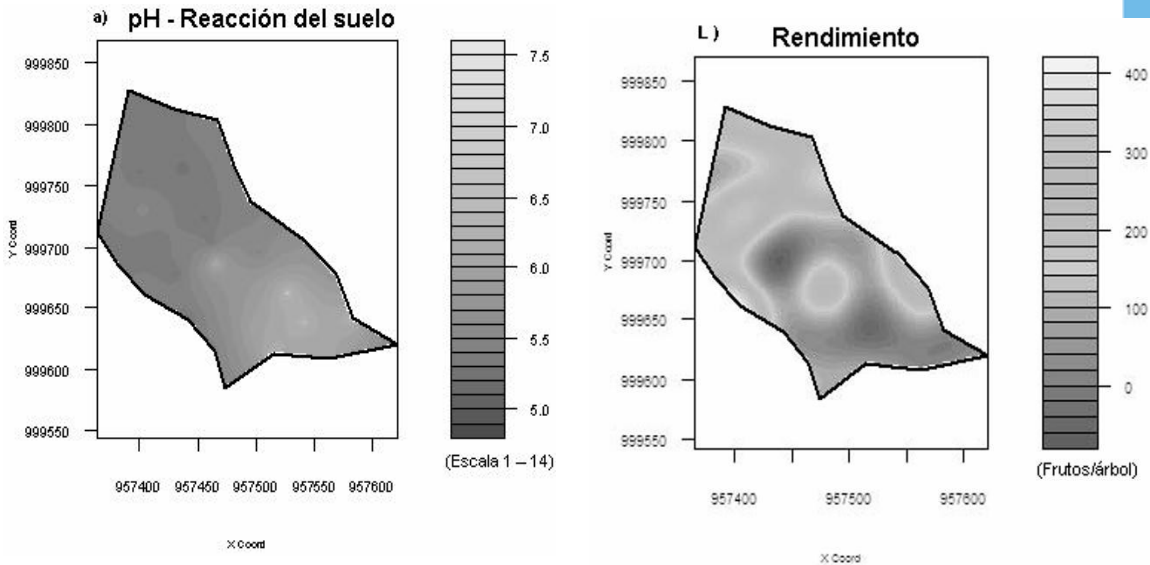 a) pH - Reacción del suelo
999850
999800
999750
999700
999650
999600
999550
Y Coord
957400 957450 957500 957550 957600
X Coord
7.5
7.0
6.5
6.0
5.5
5.0
(Escala 1 – 14)
L ) Rendimiento
999850
999800
999750
999700
999650
999600
999550
Y Coord
957400 957500 957600
X Coord
400
300
200
100
0
(Frutos/árbol)